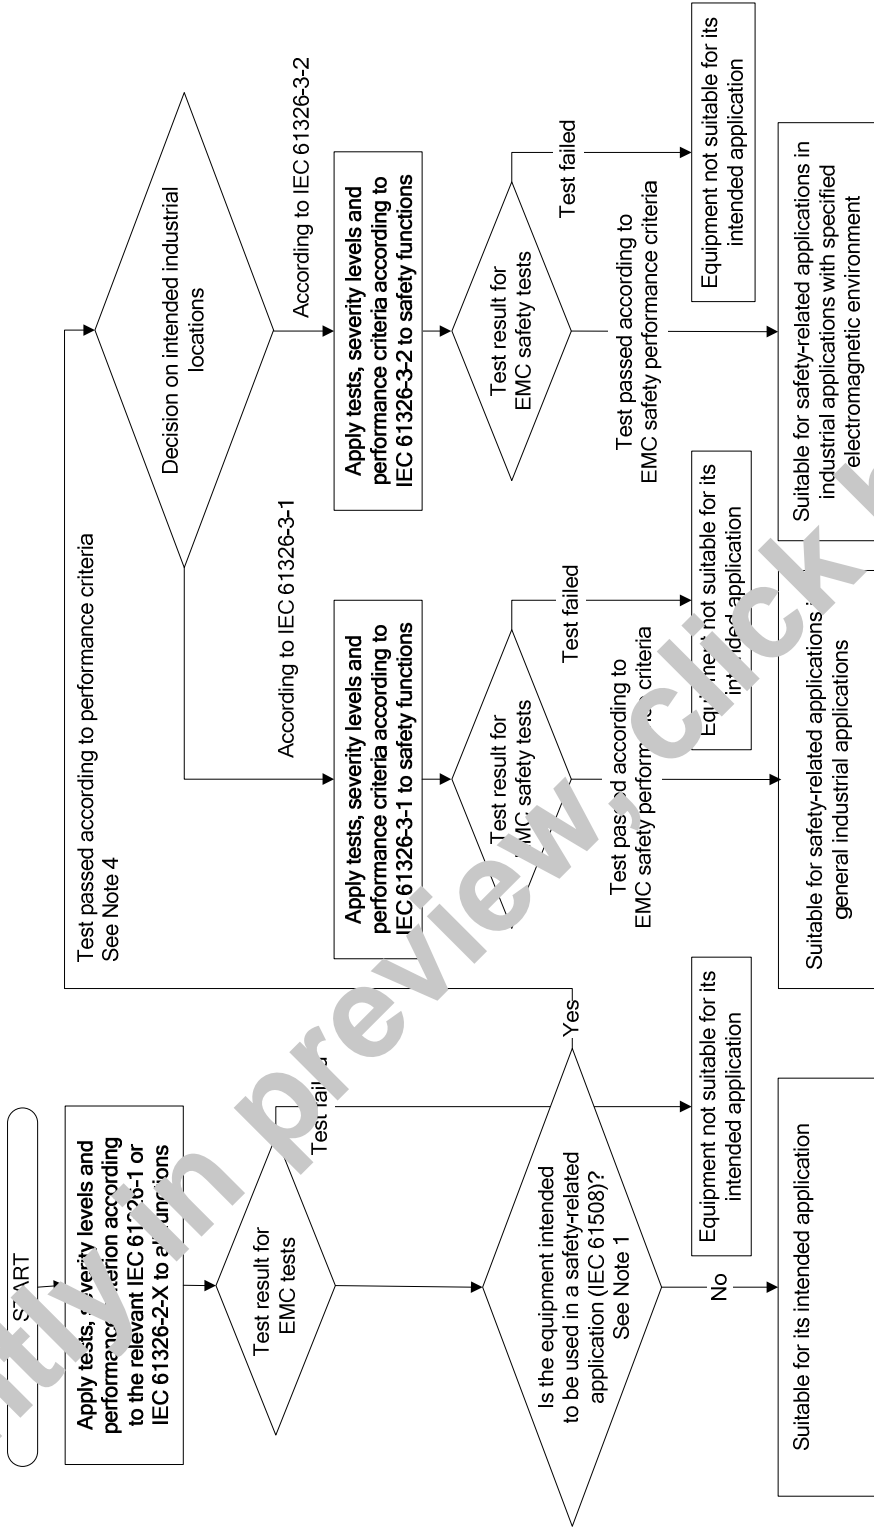 START
Apply tests, severity levels and
performance criterion according
to the relevant IEC 61326-1 or
IEC 61326-2-X to all functions
Test result for
EMC tests
Test failed
Is the equipment intended
to be used in a safety-related
application (IEC 61508)?
See Note 1
Yes
No
Equipment not suitable for its
intended application
Suitable for its intended application
Test passed according to performance criteria
See Note 4
Decision on intended industrial
locations
According to IEC 61326-3-1
Apply tests, severity levels and
performance criteria according to
IEC 61326-3-1 to safety functions
Test result for
EMC safety tests
Test failed
Test passed according to
EMC safety performance criteria
Equipment not suitable for its
intended application
Suitable for safety-related applications
general industrial applications
According to IEC 61326-3-2
Apply tests, severity levels and
performance criteria according to
IEC 61326-3-2 to safety functions
Test result for
EMC safety tests
Test failed
Test passed according to
EMC safety performance criteria
Equipment not suitable for its
intended application
Suitable for safety-related applications in
industrial applications with specified
electromagnetic environment
in preview, click